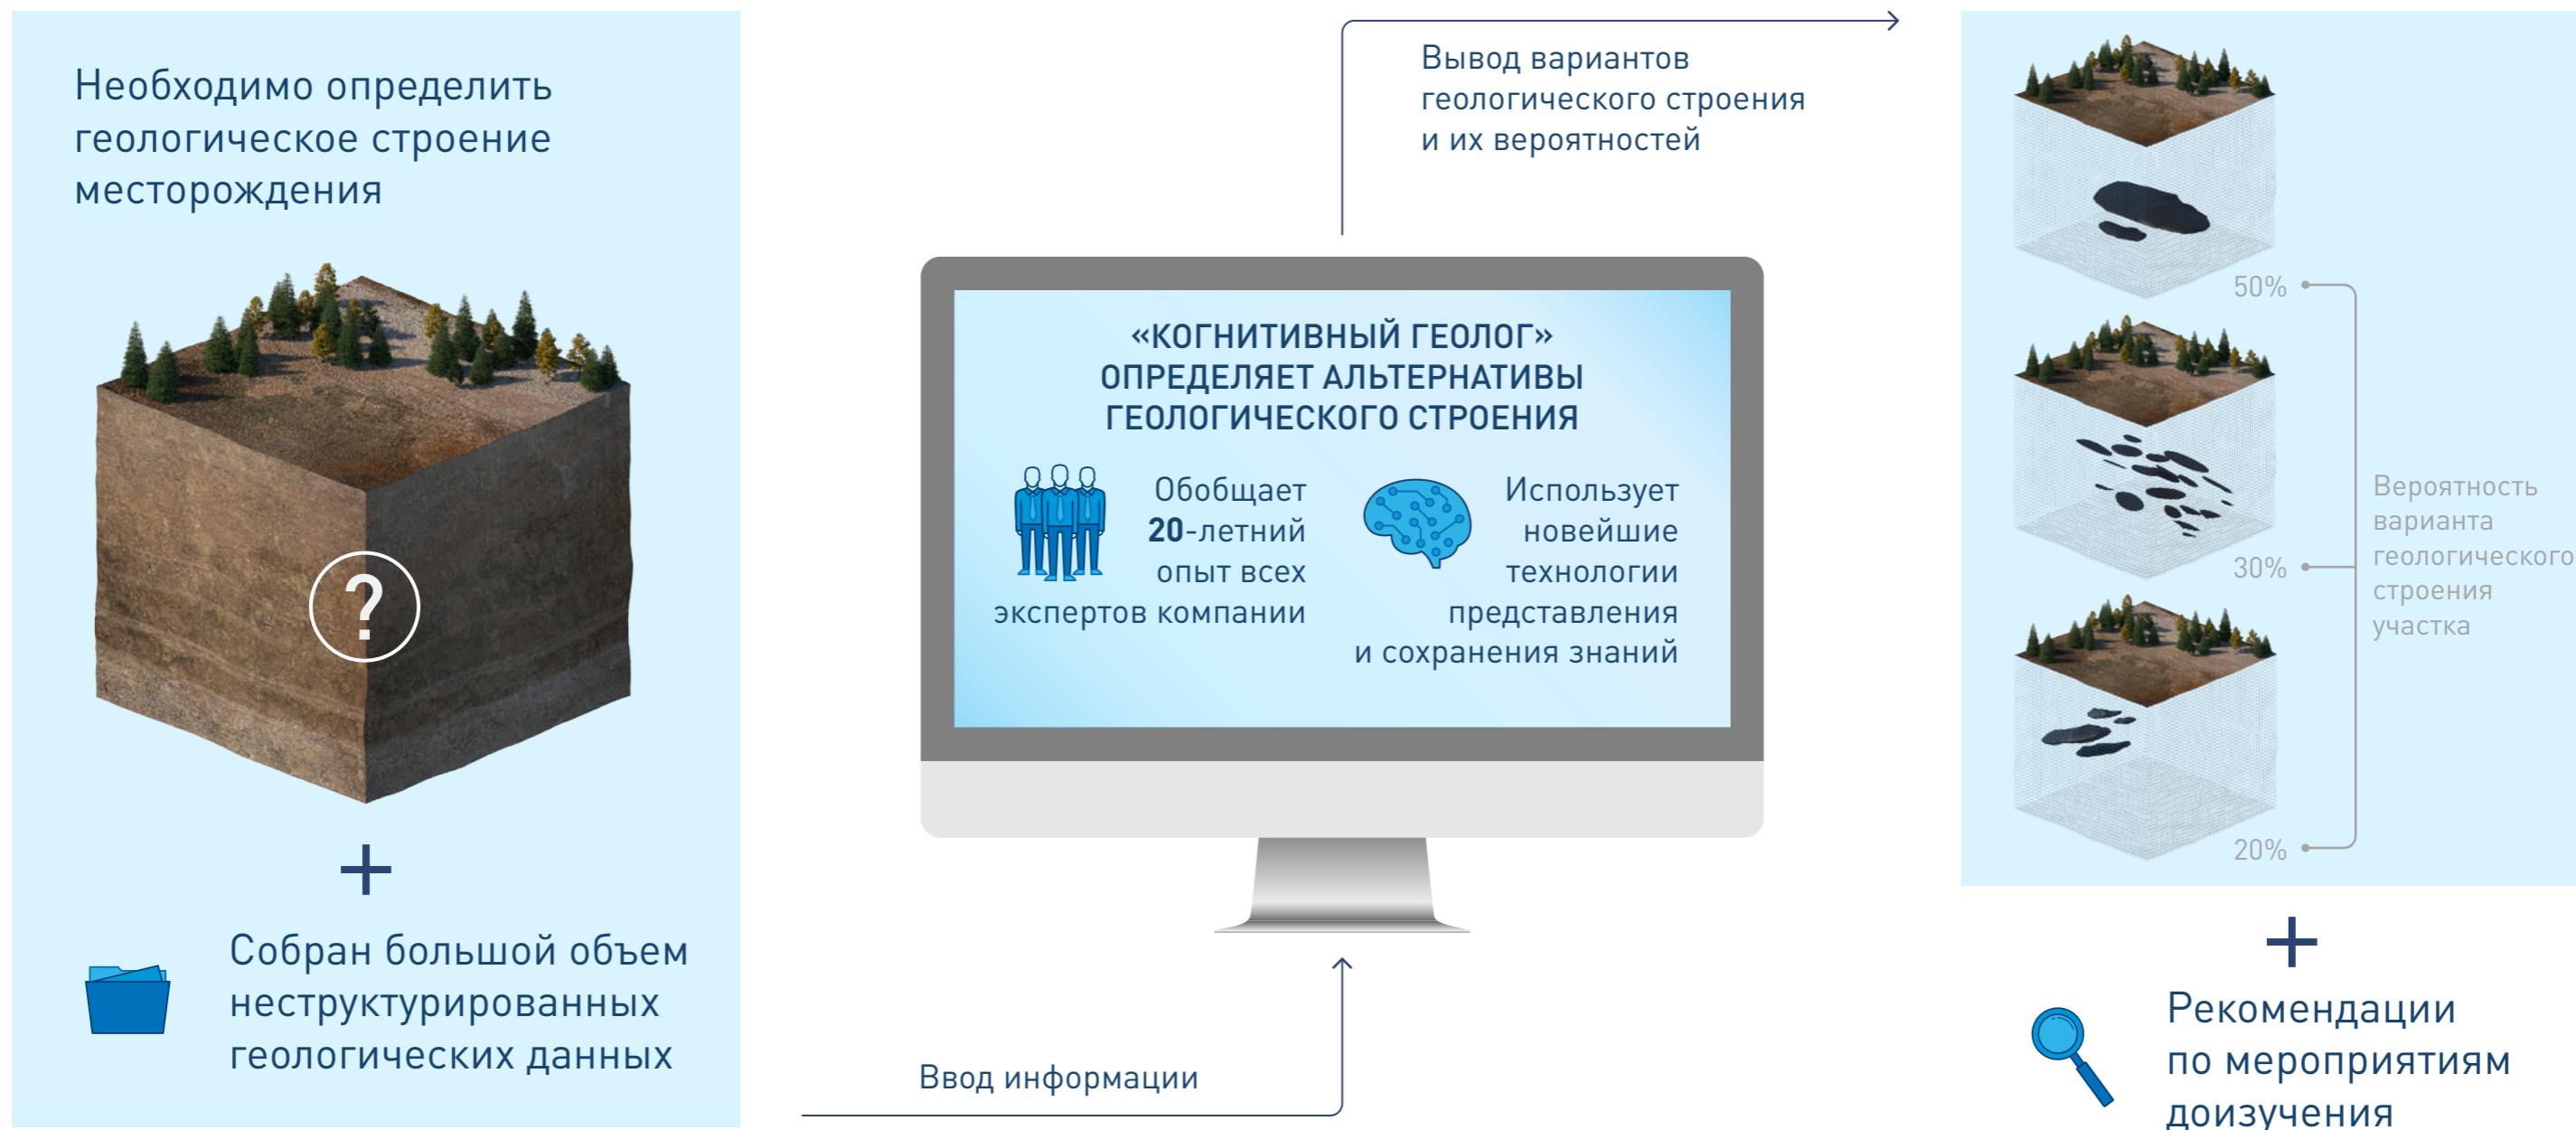 Необходимо определить
геологическое строение
месторождения
?
+
Собран большой объем
неструктурированных
геологических данных
Ввод информации
«КОГНИТИВНЫЙ ГЕОЛОГ»
ОПРЕДЕЛЯЕТ АЛЬТЕРНАТИВЫ
ГЕОЛОГИЧЕСКОГО СТРОЕНИЯ
Обобщает
20-летний
опыт всех
экспертов компании
Использует
новейшие
технологии
представления
и сохранения знаний
Вывод вариантов
геологического строения
и их вероятностей
50%
30%
20%
Вероятность
варианта
геологического
строения
участка
+
Рекомендации
по мероприятиям
доизучения